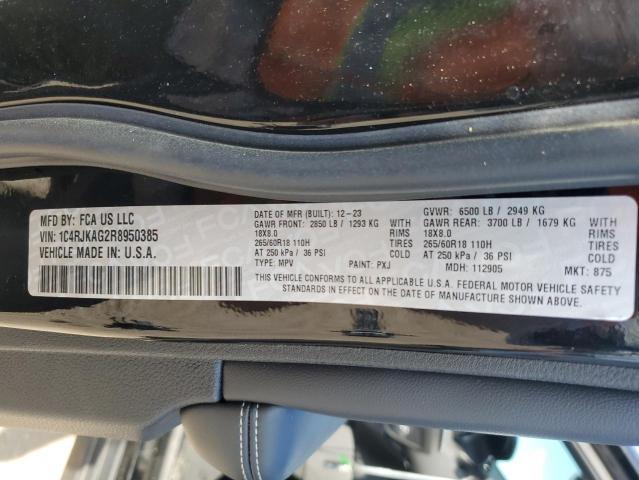 MFD BY: FCA US LLC
VIN: 1C4RJKAG2R8950385
VEHICLE MADE IN: U.S.A.
DATE OF MFR (BUILT): 12-23
GAWR FRONT: 2850 LB / 1293 KG
18X8.0 RIMS
265/60R18 110H
AT 250 kPa / 36 PSI COLD
TYPE: MPV PAINT: PXJ
GVWR: 6500 LB / 2949 KG
GAWR REAR: 3700 LB / 1679 KG
18X8.0 WITH RIMS
265/60R18 110H TIRES
AT 250 kPa / 36 PSI COLD
MDH: 112905 MKT: 875
THIS VEHICLE CONFORMS TO ALL APPLICABLE U.S.A. FEDERAL MOTOR VEHICLE SAFETY
STANDARDS IN EFFECT ON THE DATE OF MANUFACTURE SHOWN ABOVE.